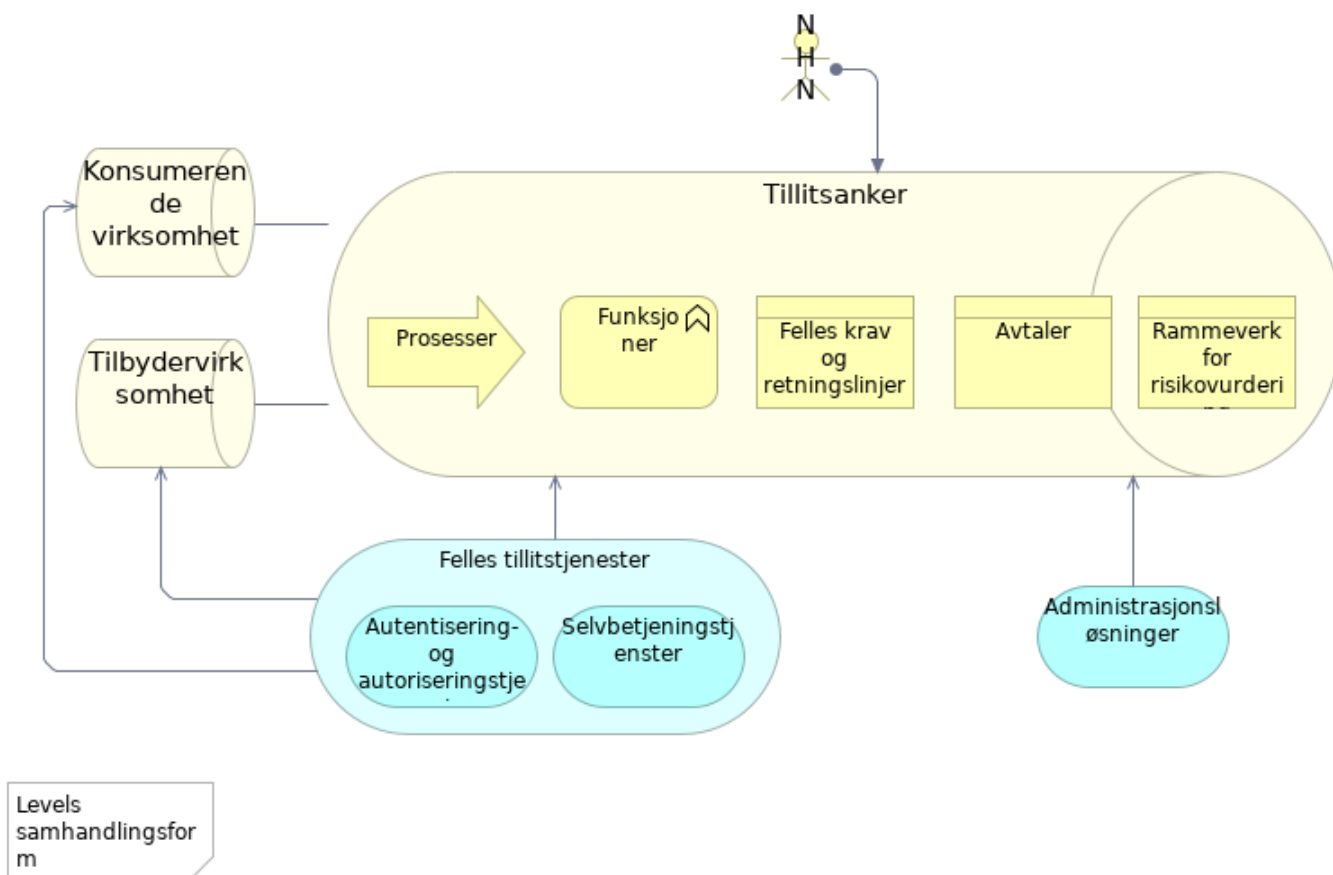 N
H
N
Konsumeren
de
virksomhet
Tillitsanker
Prosesser
Funksjo
ner
Felles krav
og
retningslinjer
Avtaler
Rammeverk
for
risikovurderi
Tilbydervirk
somhet
Felles tillitstjenester
Autentisering-
og
autoriseringstje
Selvbetjeningstj
enster
Administrasjonsl
øsninger
Levels
samhandlingsfor
m